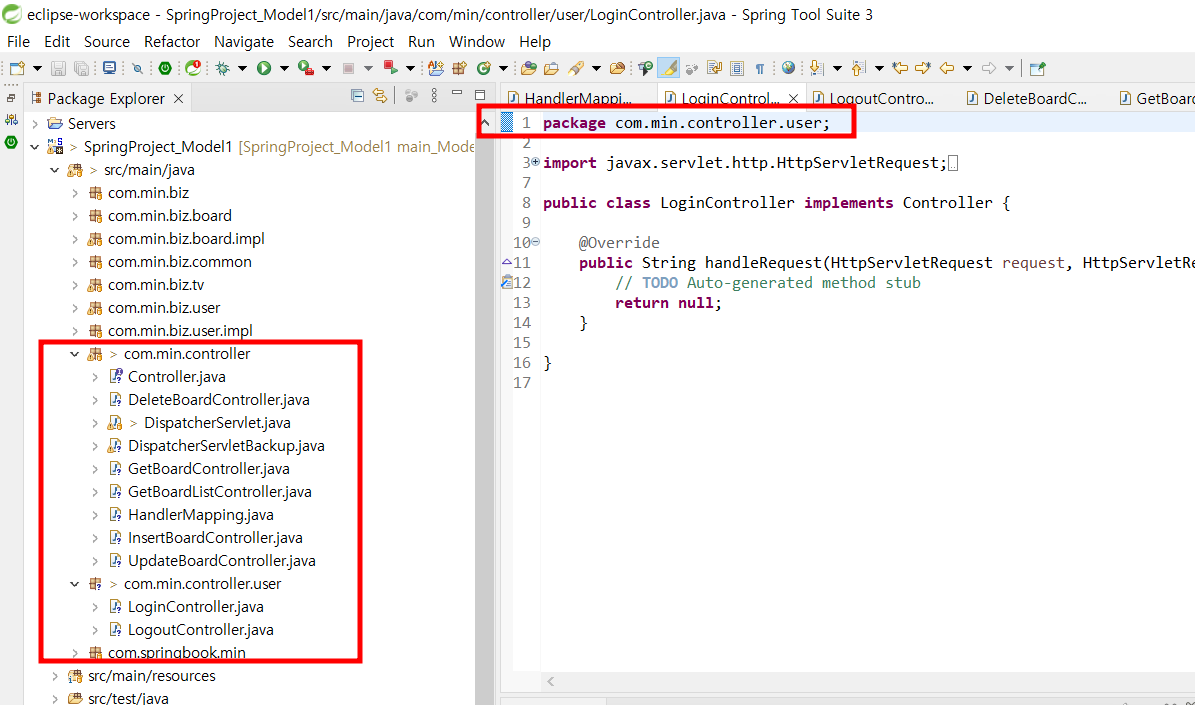 eclipse-workspace - SpringProject_Model1/src/main/java/com/min/controller/user/LoginController.java - Spring Tool Suite 3
File Edit Source Refactor Navigate Search Project Run Window Help
Package Explorer
HandlerMappi... LoginControl... LogoutContro... DeleteBoardC... GetBoard
Servers
> SpringProject_Model1 [SpringProject_Model1 main_Mode
> src/main/java
com.min.biz
com.min.biz.board
com.min.biz.board.impl
com.min.biz.common
com.min.biz.tv
com.min.biz.user
com.min.biz.user.impl
> com.min.controller
Controller.java
DeleteBoardController.java
> DispatcherServlet.java
DispatcherServletBackup.java
GetBoardController.java
GetBoardListController.java
HandlerMapping.java
InsertBoardController.java
UpdateBoardController.java
> com.min.controller.user
LoginController.java
LogoutController.java
com.springbook.min
src/main/resources
src/test/java
1 package com.min.controller.user;
2
3 import javax.servlet.http.HttpServletRequest;
7
8 public class LoginController implements Controller {
9
10 @Override
11 public String handleRequest(HttpServletRequest request, HttpServletRe
12 // TODO Auto-generated method stub
13 return null;
14 }
15
16 }
17